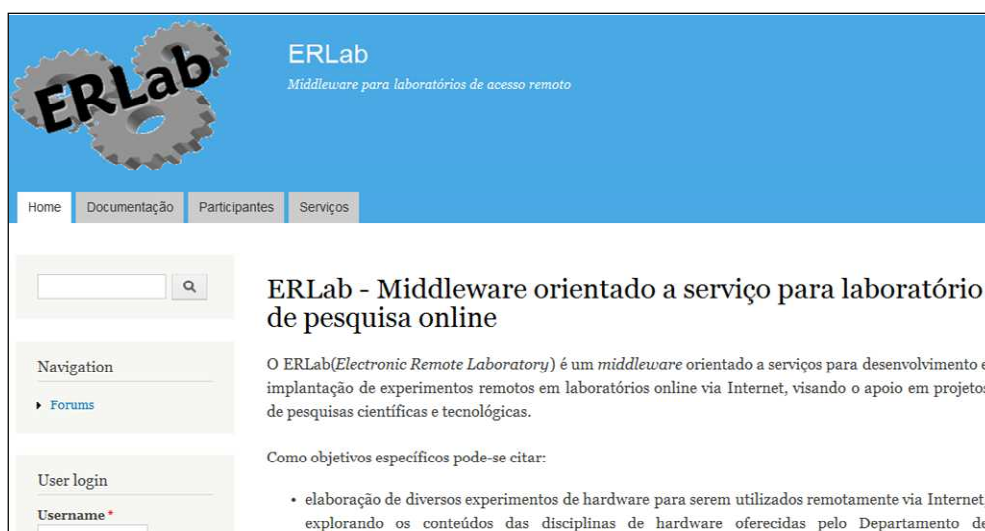 ERLab
ERLab
Middleware para laboratórios de acesso remoto
Home Documentação Participantes Serviços
ERLab - Middleware orientado a serviço para laboratório
de pesquisa online
Navigation
Forums
User login
Username *
O ERLab(Electronic Remote Laboratory) é um middleware orientado a serviços para desenvolvimento e
implantação de experimentos remotos em laboratórios online via Internet, visando o apoio em projetos
de pesquisas científicas e tecnológicas.
Como objetivos específicos pode-se citar:
• elaboração de diversos experimentos de hardware para serem utilizados remotamente via Internet,
explorando os conteúdos das disciplinas de hardware oferecidas pelo Departamento de